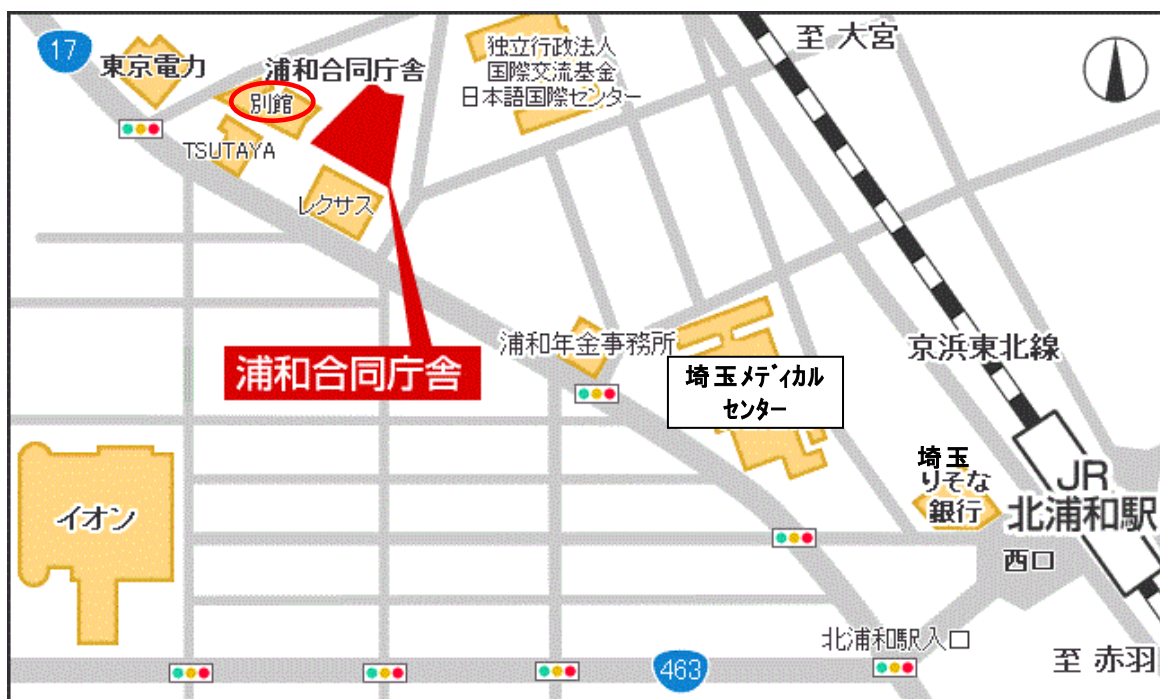 17
東京電力
浦和合同庁舎
別館
TSUTAYA
レクサス
独立行政法人
国際交流基金
日本語国際センター
至 大宮
浦和合同庁舎
浦和年金事務所
埼玉メディカル
センター
京浜東北線
イオン
埼玉
りそな
銀行
JR
北浦和駅
西口
北浦和駅入口
463
至 赤羽